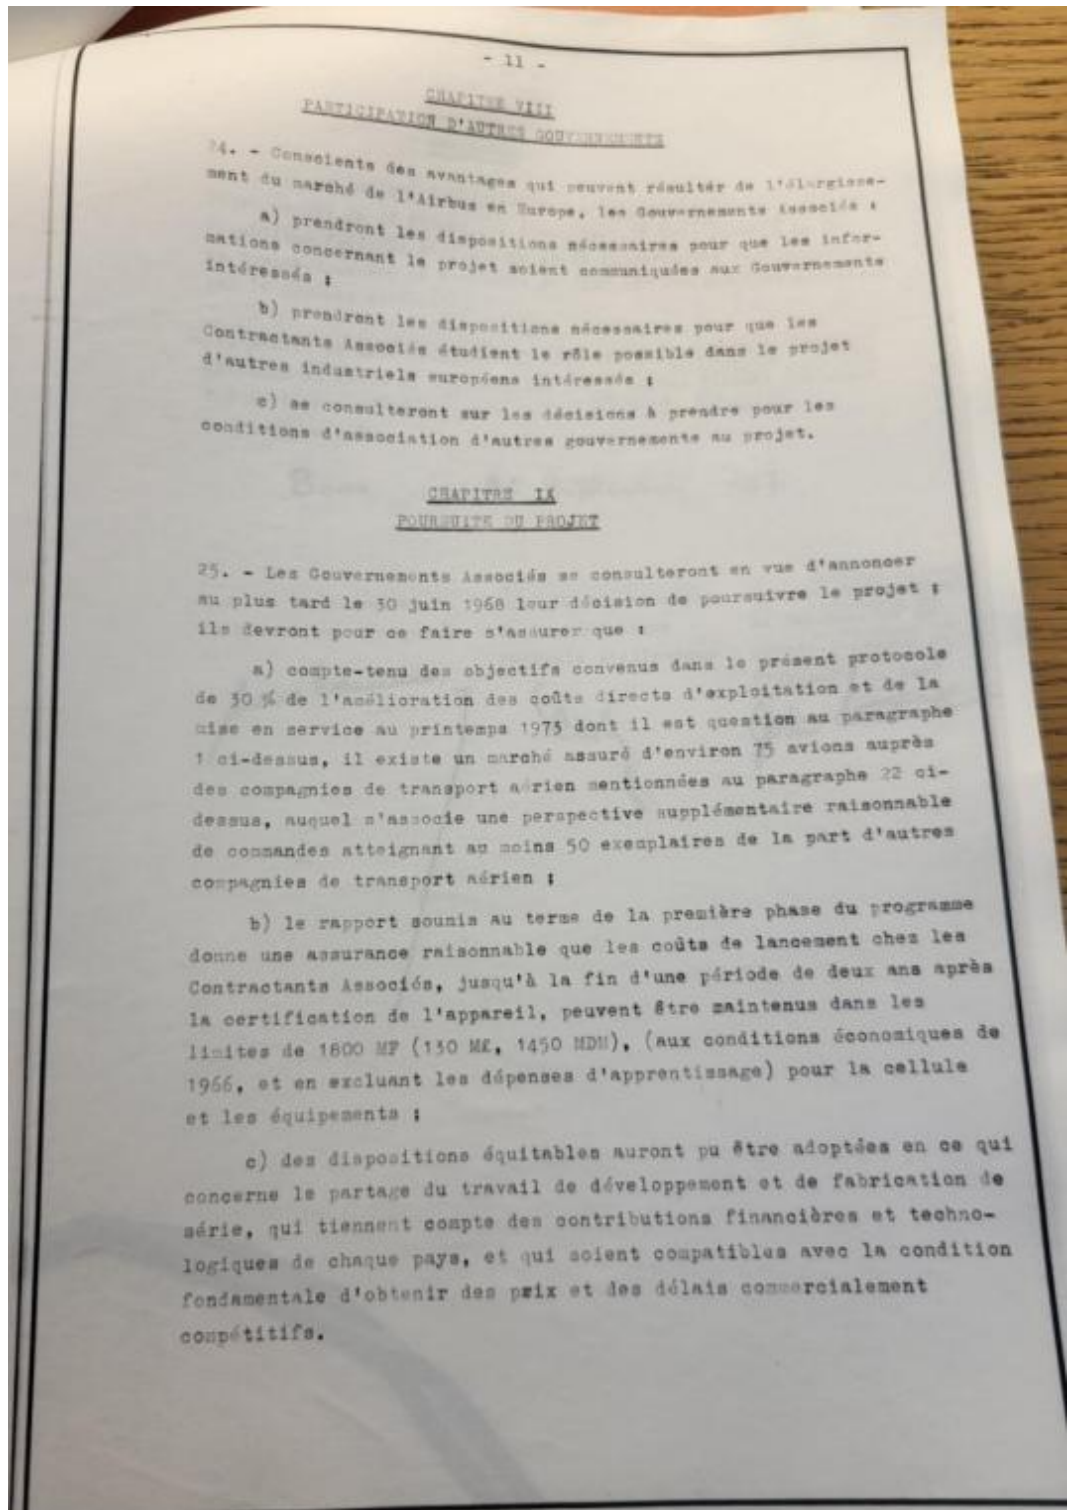 - 11 -
CHAPITRE VIII
PARTICIPATION D'AUTRES GOUVERNEMENTS
24. - Conscients des avantages qui peuvent résulter de l'élargisse-
ment du marché de l'Airbus en Europe, les Gouvernements Associés :
a) prendront les dispositions nécessaires pour que les infor-
mations concernant le projet soient communiquées aux Gouvernements
intéressés ;
b) prendront les dispositions nécessaires pour que les
Contractants Associés étudient le rôle possible dans le projet
d'autres industriels européens intéressés ;
c) se consulteront sur les décisions à prendre pour les
conditions d'association d'autres gouvernements au projet.
CHAPITRE IX
POURSUITE DU PROJET
25. - Les Gouvernements Associés se consulteront en vue d'annoncer
au plus tard le 30 juin 1968 leur décision de poursuivre le projet ;
ils devront pour ce faire s'assurer que :
a) compte-tenu des objectifs convenus dans le présent protocole
de 30 % de l'amélioration des coûts directs d'exploitation et de la
mise en service au printemps 1973 dont il est question au paragraphe
1 ci-dessus, il existe un marché assuré d'environ 75 avions auprès
des compagnies de transport aérien mentionnées au paragraphe 22 ci-
dessus, auquel s'associe une perspective supplémentaire raisonnable
de commandes atteignant au moins 50 exemplaires de la part d'autres
compagnies de transport aérien ;
b) le rapport soumis au terme de la première phase du programme
donne une assurance raisonnable que les coûts de lancement chez les
Contractants Associés, jusqu'à la fin d'une période de deux ans après
la certification de l'appareil, peuvent être maintenus dans les
limites de 1800 MF (130 M£, 1450 MDM), (aux conditions économiques de
1966, et en excluant les dépenses d'apprentissage) pour la cellule
et les équipements ;
c) des dispositions équitables auront pu être adoptées en ce qui
concerne le partage du travail de développement et de fabrication de
série, qui tiennent compte des contributions financières et techno-
logiques de chaque pays, et qui soient compatibles avec la condition
fondamentale d'obtenir des prix et des délais commercialement
compétitifs.